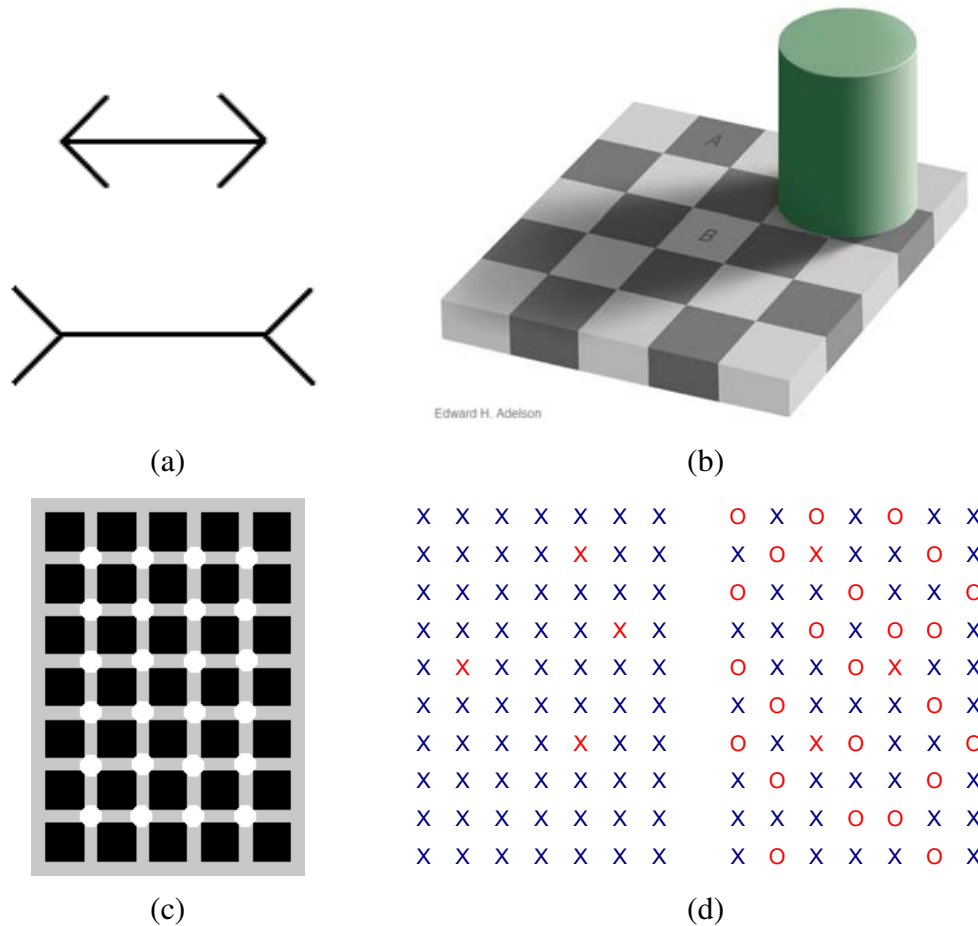 A
B
Edward H. Adelson
(a) (b)
X X X X X X X O X O X O X X
X X X X X X X X O X X X O X
X X X X X X X O X X O X X O
X X X X X X X X X O X O O X
X X X X X X X O X X O X X X
X X X X X X X X O X X X O X
X X X X X X X O X X O X X O
X X X X X X X X O X X X O X
X X X X X X X X X X O O X X
X X X X X X X X O X X X O X
(c) (d)